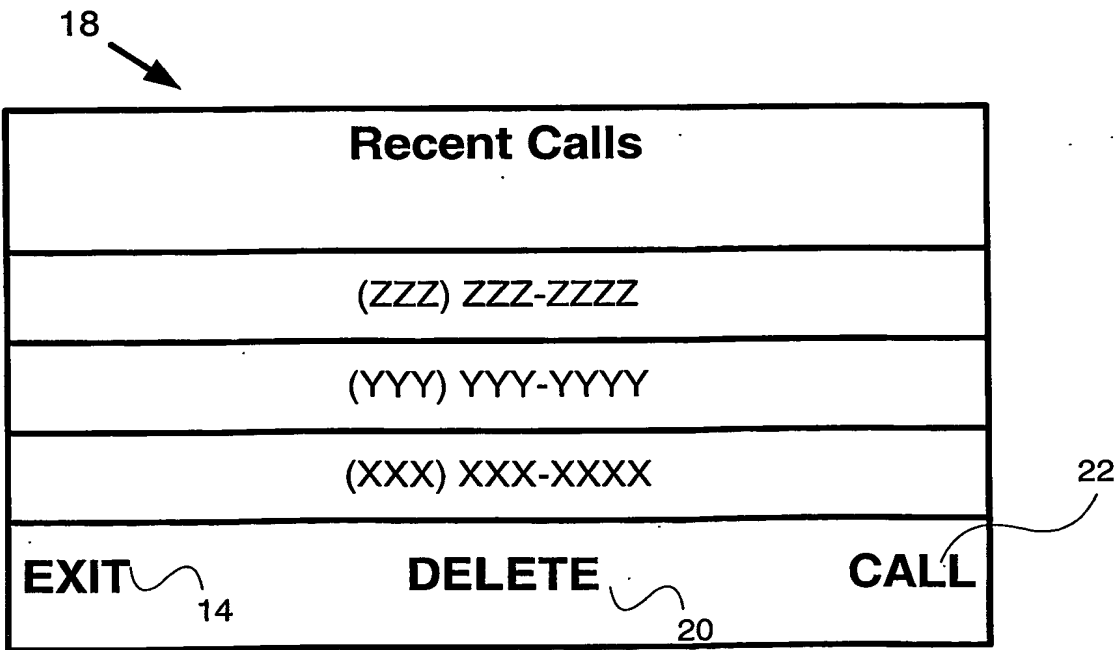 18
Recent Calls
(ZZZ) ZZZ-ZZZZ
(YYY) YYY-YYYY
(XXX) XXX-XXXX
22
EXIT DELETE CALL
14 20